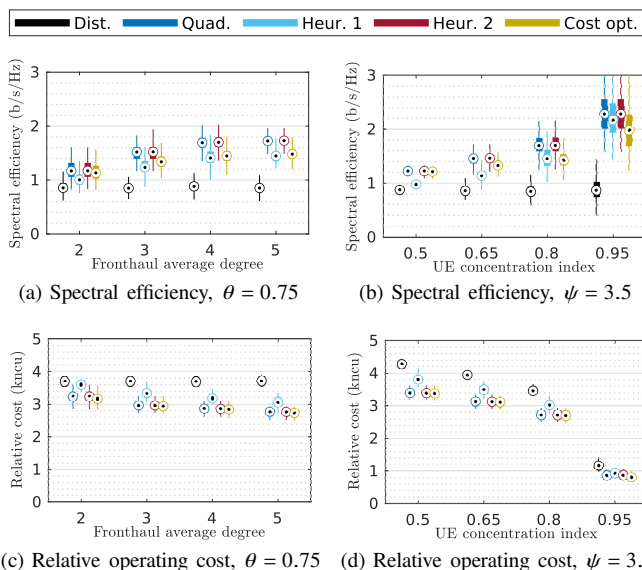 Dist. Quad. Heur. 1 Heur. 2 Cost opt.
Spectral efficiency (b/s/Hz)
3
2
1
0
2 3 4 5
Fronthaul average degree
(a) Spectral efficiency, θ = 0.75
Spectral efficiency (b/s/Hz)
3
2
1
0
0.5 0.65 0.8 0.95
UE concentration index
(b) Spectral efficiency, ψ = 3.5
Relative cost (kncu)
5
4
3
2
1
0
2 3 4 5
Fronthaul average degree
(c) Relative operating cost, θ = 0.75
Relative cost (kncu)
5
4
3
2
1
0
0.5 0.65 0.8 0.95
UE concentration index
(d) Relative operating cost, ψ = 3.